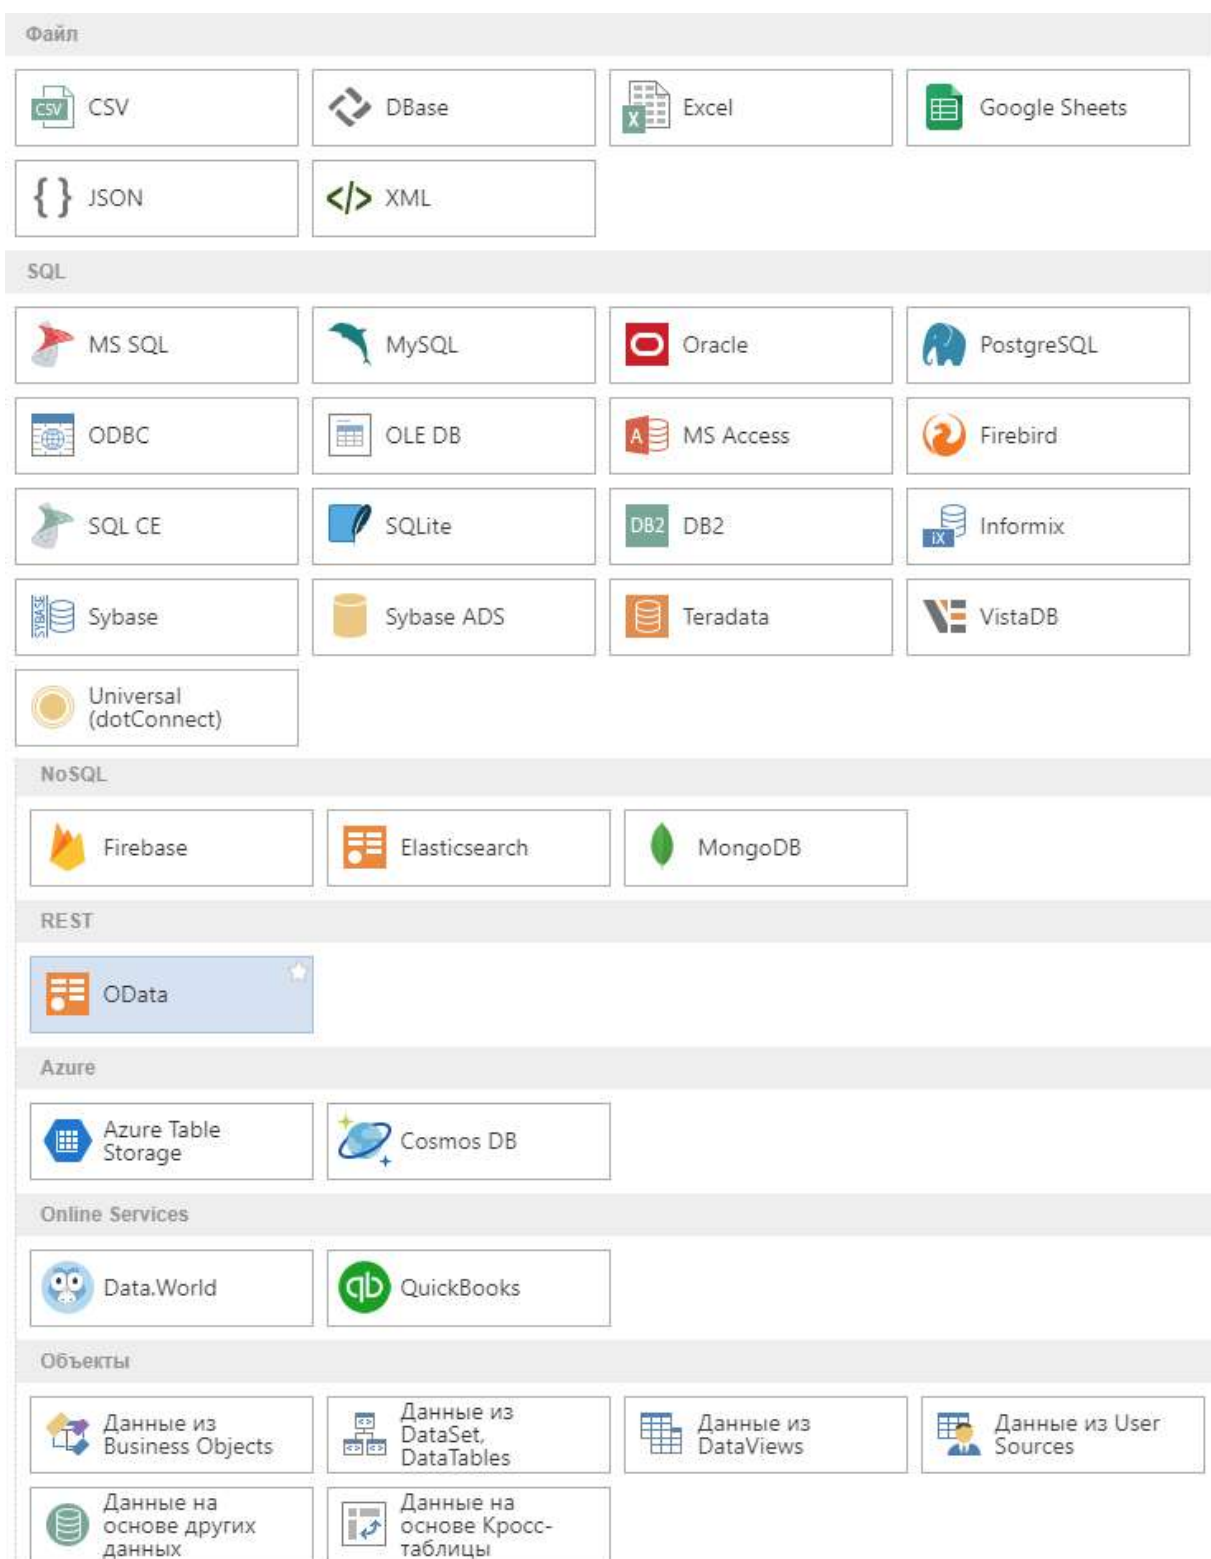 Файл
CSV
CSV
DBase
X
Excel
Google Sheets
{ }
JSON
</>
XML
SQL
MS SQL
MySQL
Oracle
PostgreSQL
ODBC
OLE DB
A
MS Access
Firebird
SQL CE
SQLite
DB2
DB2
iX
Informix
SYBASE
Sybase
Sybase ADS
Teradata
VistaDB
Universal
(dotConnect)
NoSQL
Firebase
Elasticsearch
MongoDB
REST
OData
Azure
Azure Table
Storage
Cosmos DB
Online Services
Data.World
qb
QuickBooks
Объекты
Данные из
Business Objects
Данные из
DataSet,
DataTables
Данные из
DataViews
Данные из User
Sources
Данные на
основе других
данных
Данные на
основе Кросс-
таблицы